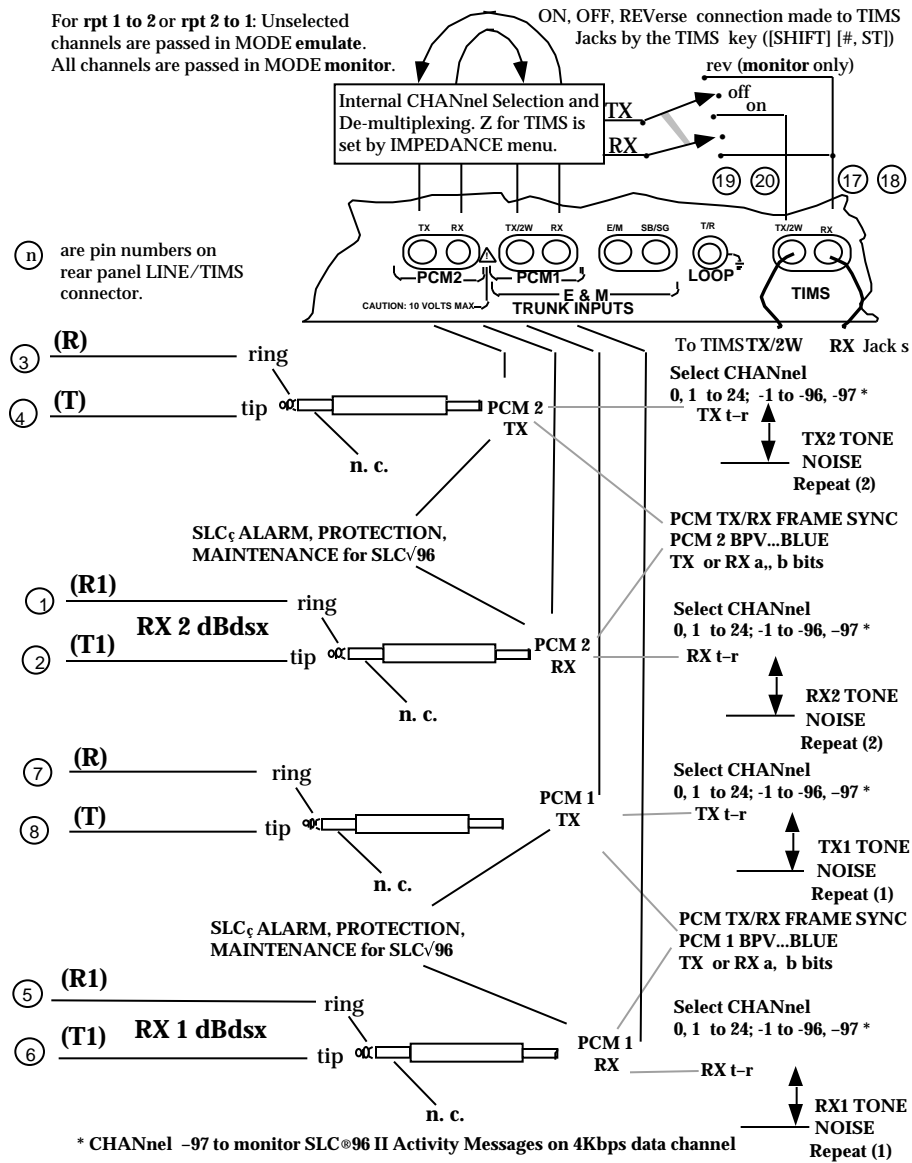 For rpt 1 to 2 or rpt 2 to 1: Unselected
channels are passed in MODE emulate.
All channels are passed in MODE monitor.
ON, OFF, REVerse connection made to TIMS
Jacks by the TIMS key ([SHIFT] [#, ST])
rev (monitor only)
off
on
Internal CHANnel Selection and
De-multiplexing. Z for TIMS is
set by IMPEDANCE menu.
TX
RX
19 20 17 18
TX RX TX/2W RX E/M SB/SG T/R TX/2W RX
n are pin numbers on
rear panel LINE/TIMS
connector.
PCM2 ! PCM1 LOOP
E & M
CAUTION: 10 VOLTS MAX TRUNK INPUTS
TIMS
To TIMS TX/2W RX Jack s
3 (R) ring
4 (T) tip
n. c.
PCM 2
TX
Select CHANnel
0, 1 to 24; -1 to -96, -97 *
TX t–r
TX2 TONE
NOISE
Repeat (2)
SLCç ALARM, PROTECTION,
MAINTENANCE for SLC√96
PCM TX/RX FRAME SYNC
PCM 2 BPV...BLUE
TX or RX a,, b bits
1 (R1) ring
RX 2 dBdsx
2 (T1) tip
n. c.
PCM 2
RX
Select CHANnel
0, 1 to 24; -1 to -96, –97 *
RX t–r
RX2 TONE
NOISE
Repeat (2)
7 (R) ring
8 (T) tip
n. c.
PCM 1
TX
Select CHANnel
0, 1 to 24; -1 to -96, –97 *
TX t–r
TX1 TONE
NOISE
Repeat (1)
SLCç ALARM, PROTECTION,
MAINTENANCE for SLC√96
PCM TX/RX FRAME SYNC
PCM 1 BPV...BLUE
TX or RX a, b bits
5 (R1) ring
RX 1 dBdsx
6 (T1) tip
n. c.
PCM 1
RX
Select CHANnel
0, 1 to 24; -1 to -96, –97 *
RX t–r
RX1 TONE
NOISE
Repeat (1)
* CHANnel –97 to monitor SLC®96 II Activity Messages on 4Kbps data channel